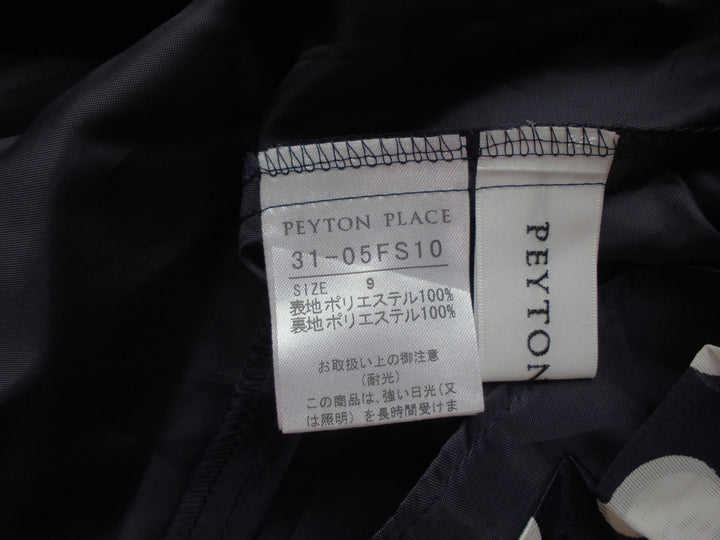 PEYTON PLACE
31-05FS10
SIZE 9
表地 ポリエステル100%
裏地 ポリエステル100%
お取扱い上の御注意
(耐光)
この商品は、強い日光(又
は照明)を長時間受けま
PEYTON